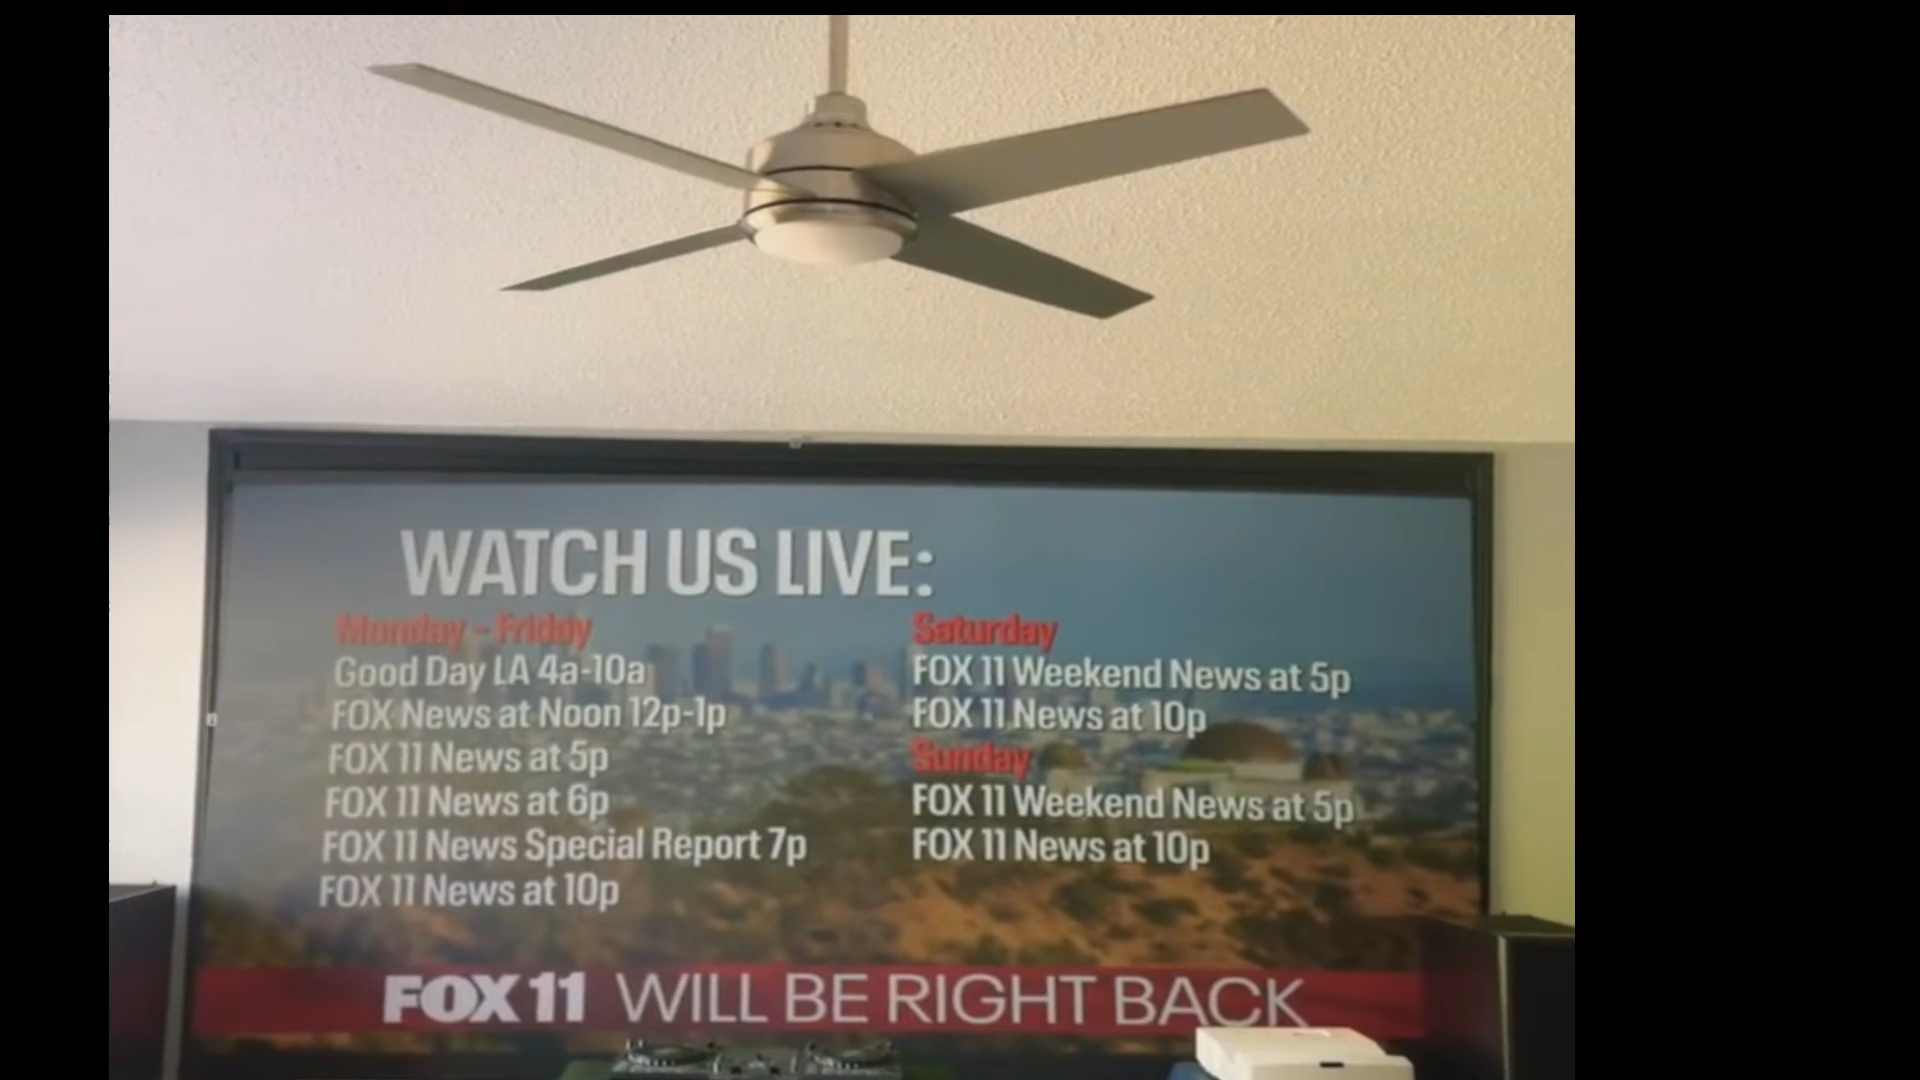 WATCH US LIVE:
Monday - Friday
Good Day LA 4a-10a
FOX News at Noon 12p-1p
FOX 11 News at 5p
FOX 11 News at 6p
FOX 11 News Special Report 7p
FOX 11 News at 10p
Saturday
FOX 11 Weekend News at 5p
FOX 11 News at 10p
Sunday
FOX 11 Weekend News at 5p
FOX 11 News at 10p
FOX 11 WILL BE RIGHT BACK